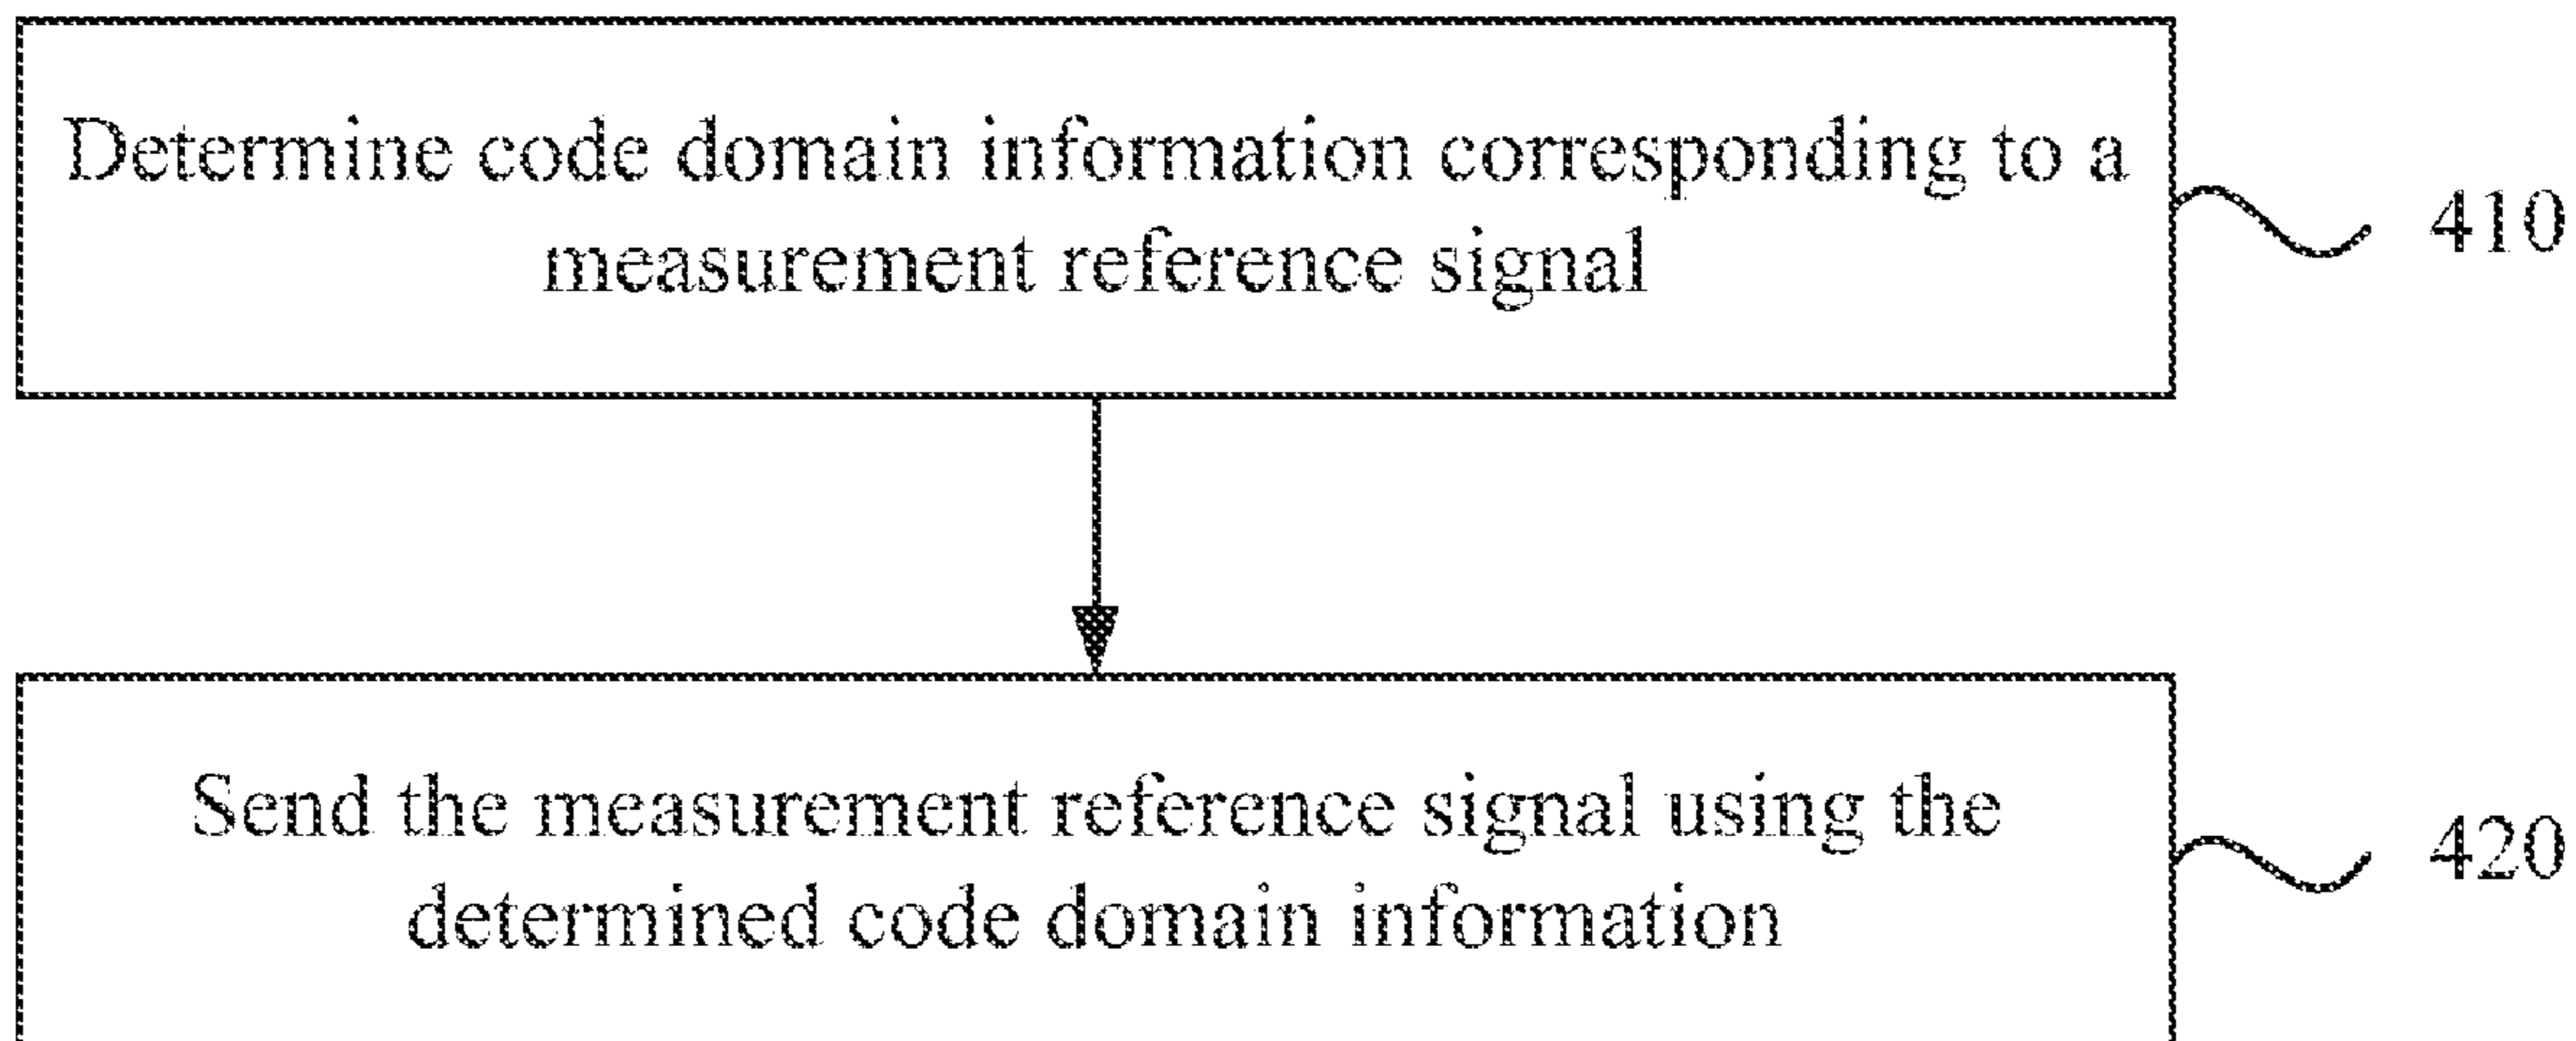 Determine code domain information corresponding to a
measurement reference signal
410
Send the measurement reference signal using the
determined code domain information
420